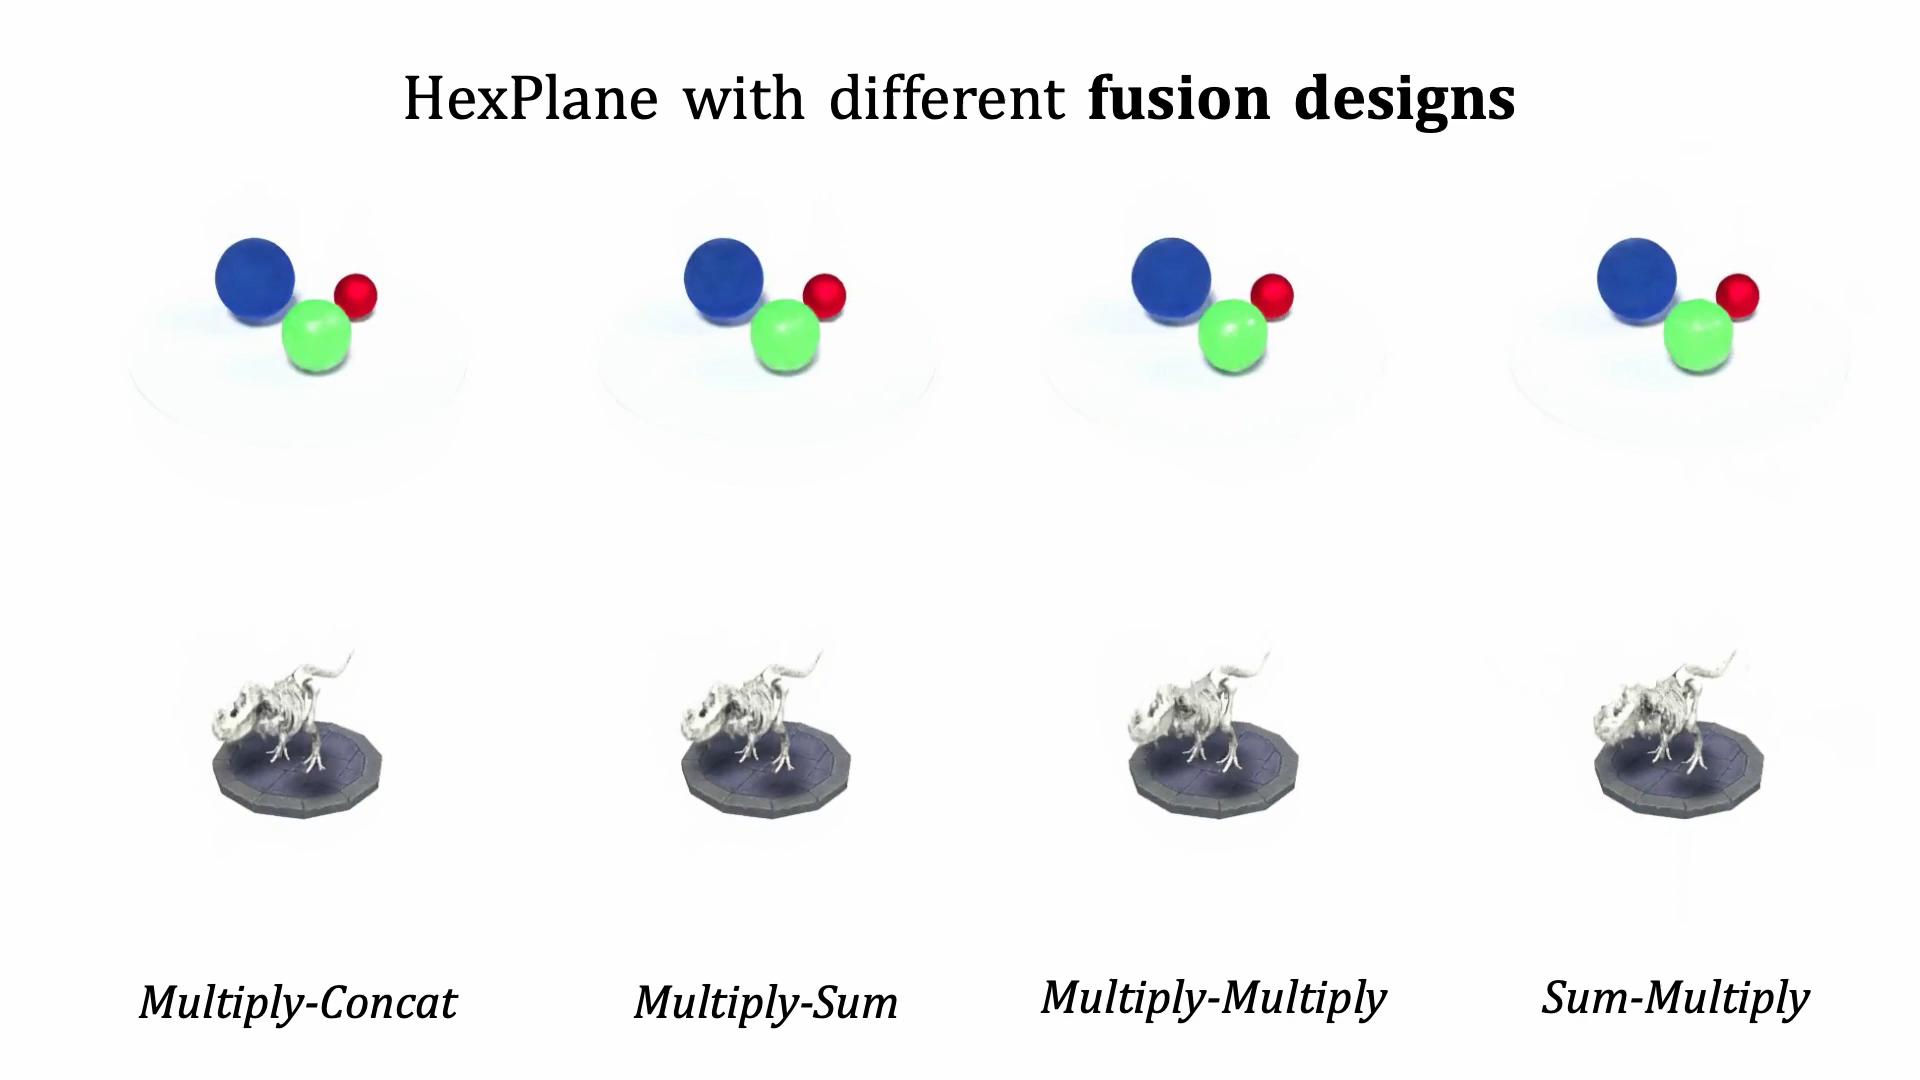 HexPlane with different fusion designs
Multiply-Concat
Multiply-Sum
Multiply-Multiply
Sum-Multiply